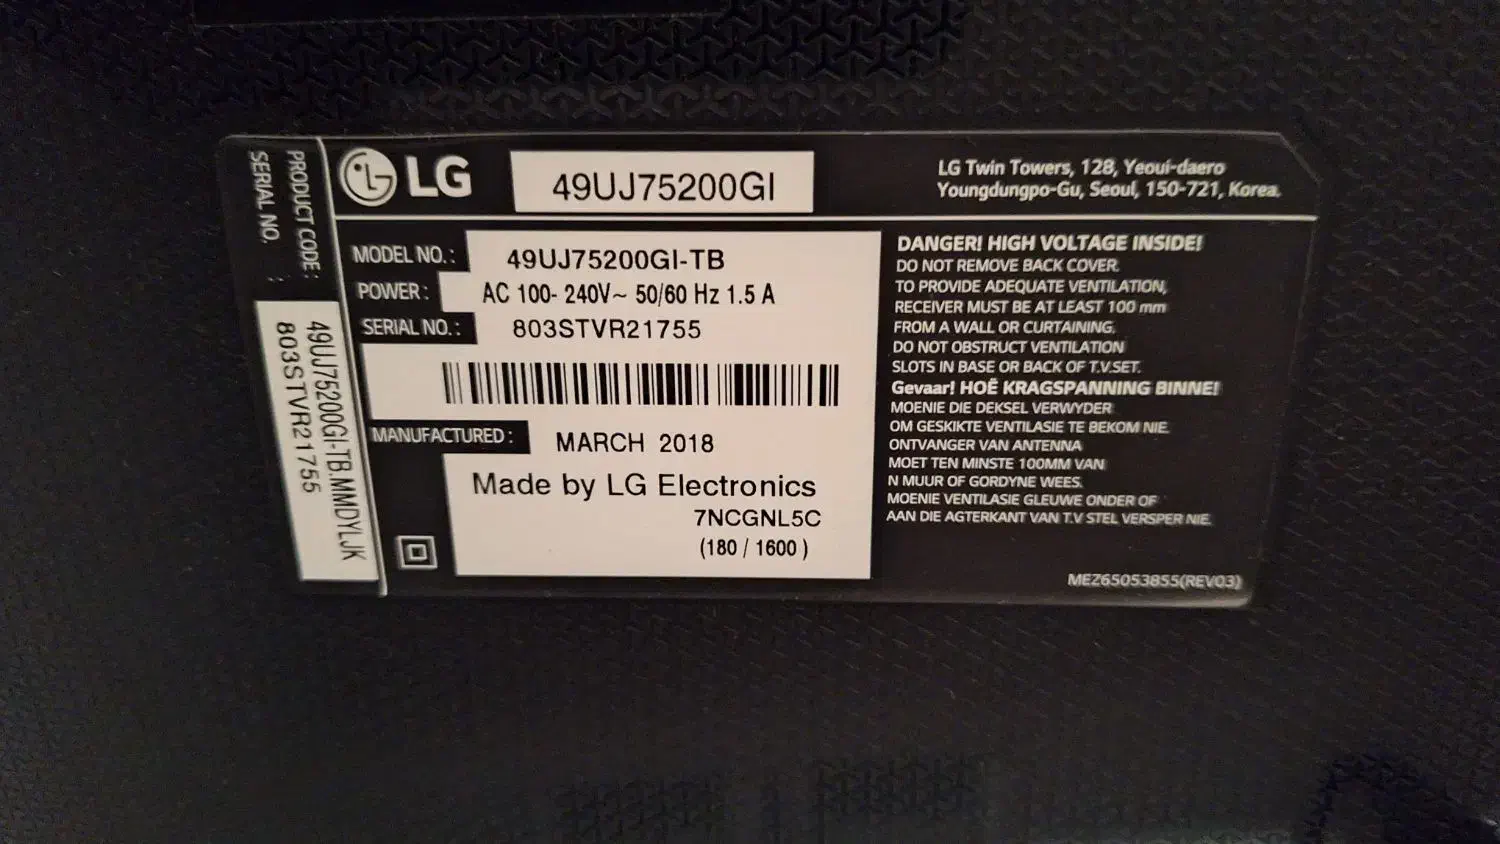 PRODUCT CODE :
SERIAL NO. :
49UJ75200GI-TB.MMDYLJK
803STVR21755
LG
49UJ75200GI
LG Twin Towers, 128, Yeoui-daero
Youngdungpo-Gu, Seoul, 150-721, Korea.
MODEL NO. : 49UJ75200GI-TB
POWER : AC 100- 240V~ 50/60 Hz 1.5 A
SERIAL NO. : 803STVR21755
MANUFACTURED : MARCH 2018
Made by LG Electronics
7NCGNL5C
(180 / 1600 )
DANGER! HIGH VOLTAGE INSIDE!
DO NOT REMOVE BACK COVER.
TO PROVIDE ADEQUATE VENTILATION,
RECEIVER MUST BE AT LEAST 100 mm
FROM A WALL OR CURTAINING.
DO NOT OBSTRUCT VENTILATION
SLOTS IN BASE OR BACK OF T.V.SET.
Gevaar! HOË KRAGSPANNING BINNE!
MOENIE DIE DEKSEL VERWYDER
OM GESKIKTE VENTILASIE TE BEKOM NIE.
ONTVANGER VAN ANTENNA
MOET TEN MINSTE 100MM VAN
N MUUR OF GORDYNE WEES.
MOENIE VENTILASIE GLEUWE ONDER OF
AAN DIE AGTERKANT VAN T.V STEL VERSPER NIE.
MEZ65053855(REV03)